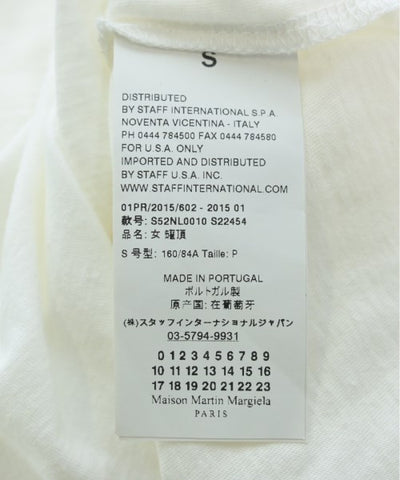 S
DISTRIBUTED
BY STAFF INTERNATIONAL S.P.A.
NOVENTA VICENTINA - ITALY
PH 0444 784500 FAX 0444 784580
FOR U.S.A. ONLY
IMPORTED AND DISTRIBUTED
BY STAFF U.S.A. INC.
WWW.STAFFINTERNATIONAL.COM
01PR/2015/602 - 2015 01
款号: S52NL0010 S22454
品名: 女 罐頂
S 号型: 160/84A Taille: P
MADE IN PORTUGAL
ポルトガル製
原产国: 在葡萄牙
(株)スタッフインターナショナルジャパン
03-5794-9931
0 1 2 3 4 5 6 7 8 9
10 11 12 13 14 15 16
17 18 19 20 21 22 23
Maison Martin Margiela
PARIS